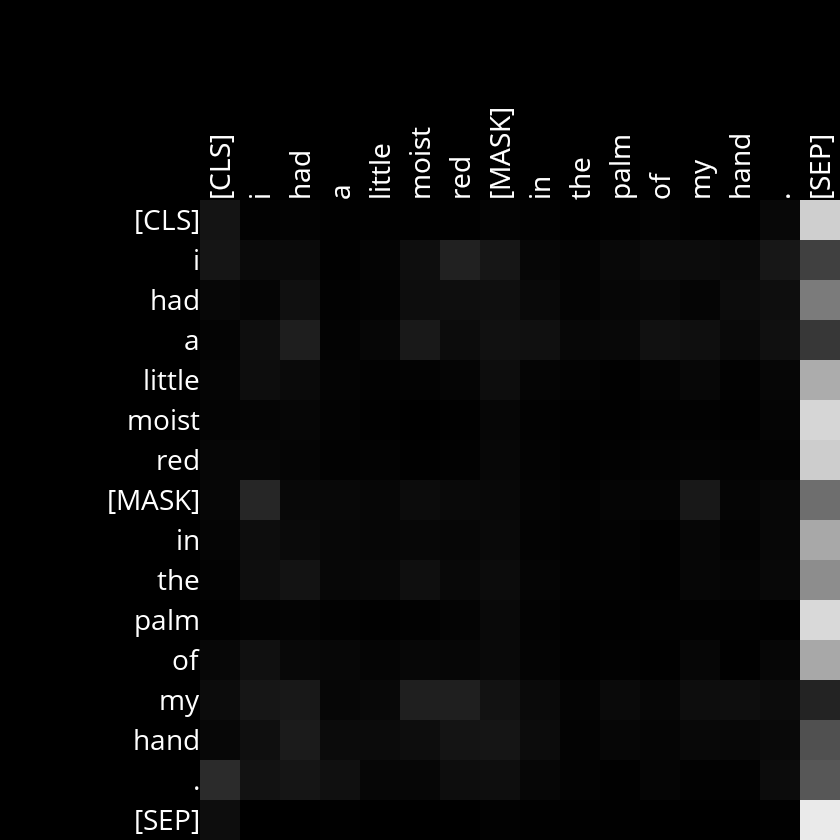 [CLS] i had a little moist red [MASK] in the palm of my hand . [SEP]
[CLS]
i
had
a
little
moist
red
[MASK]
in
the
palm
of
my
hand
.
[SEP]